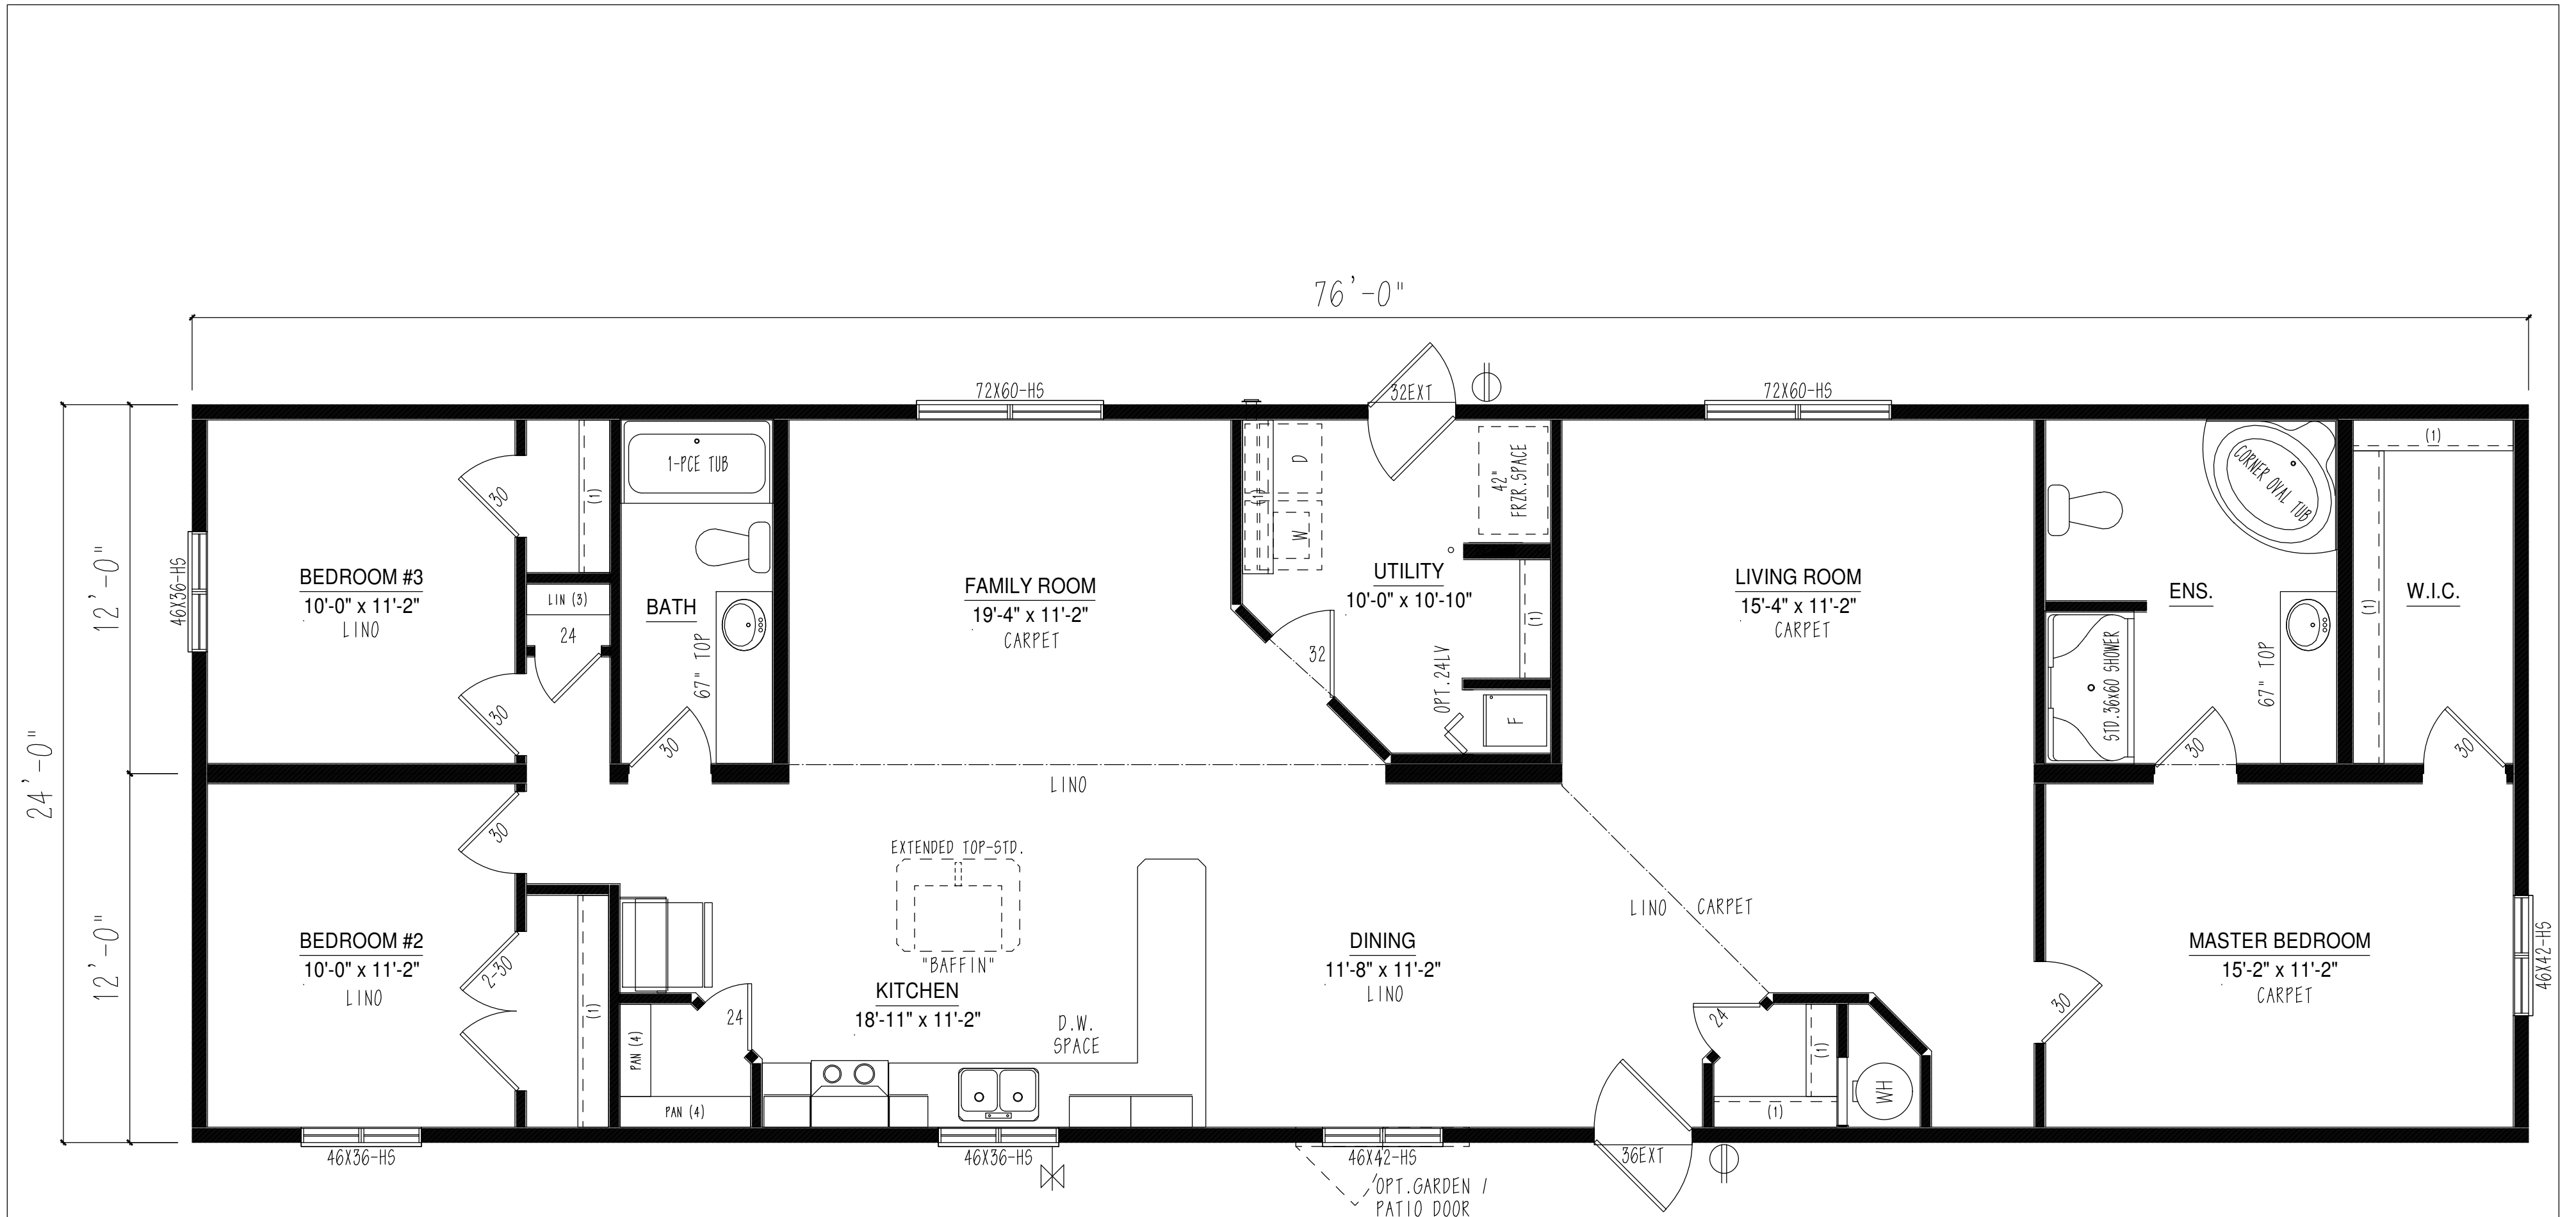 76'-0"
24'-0"
12'-0"
12'-0"
72X60-HS
32EXT
72X60-HS
46X36-HS
BEDROOM #3
10'-0" x 11'-2"
LINO
30
30
(1)
LIN (3)
24
1-PCE TUB
BATH
67" TOP
30
FAMILY ROOM
19'-4" x 11'-2"
CARPET
D
W
(1)
42"
FRZR.SPACE
UTILITY
10'-0" x 10'-10"
(1)
32
OPT.24LV
F
LIVING ROOM
15'-4" x 11'-2"
CARPET
CORNER OVAL TUB
ENS.
STD.36x60 SHOWER
67" TOP
30
(1)
(1)
W.I.C.
30
LINO
BEDROOM #2
10'-0" x 11'-2"
LINO
30
2-30
(1)
EXTENDED TOP-STD.
"BAFFIN"
KITCHEN
18'-11" x 11'-2"
24
PAN (4)
PAN (4)
D.W.
SPACE
DINING
11'-8" x 11'-2"
LINO
LINO
CARPET
24
(1)
(1)
WH
MASTER BEDROOM
15'-2" x 11'-2"
CARPET
30
46X42-HS
46X36-HS
46X36-HS
46X42-HS
OPT.GARDEN /
PATIO DOOR
36EXT